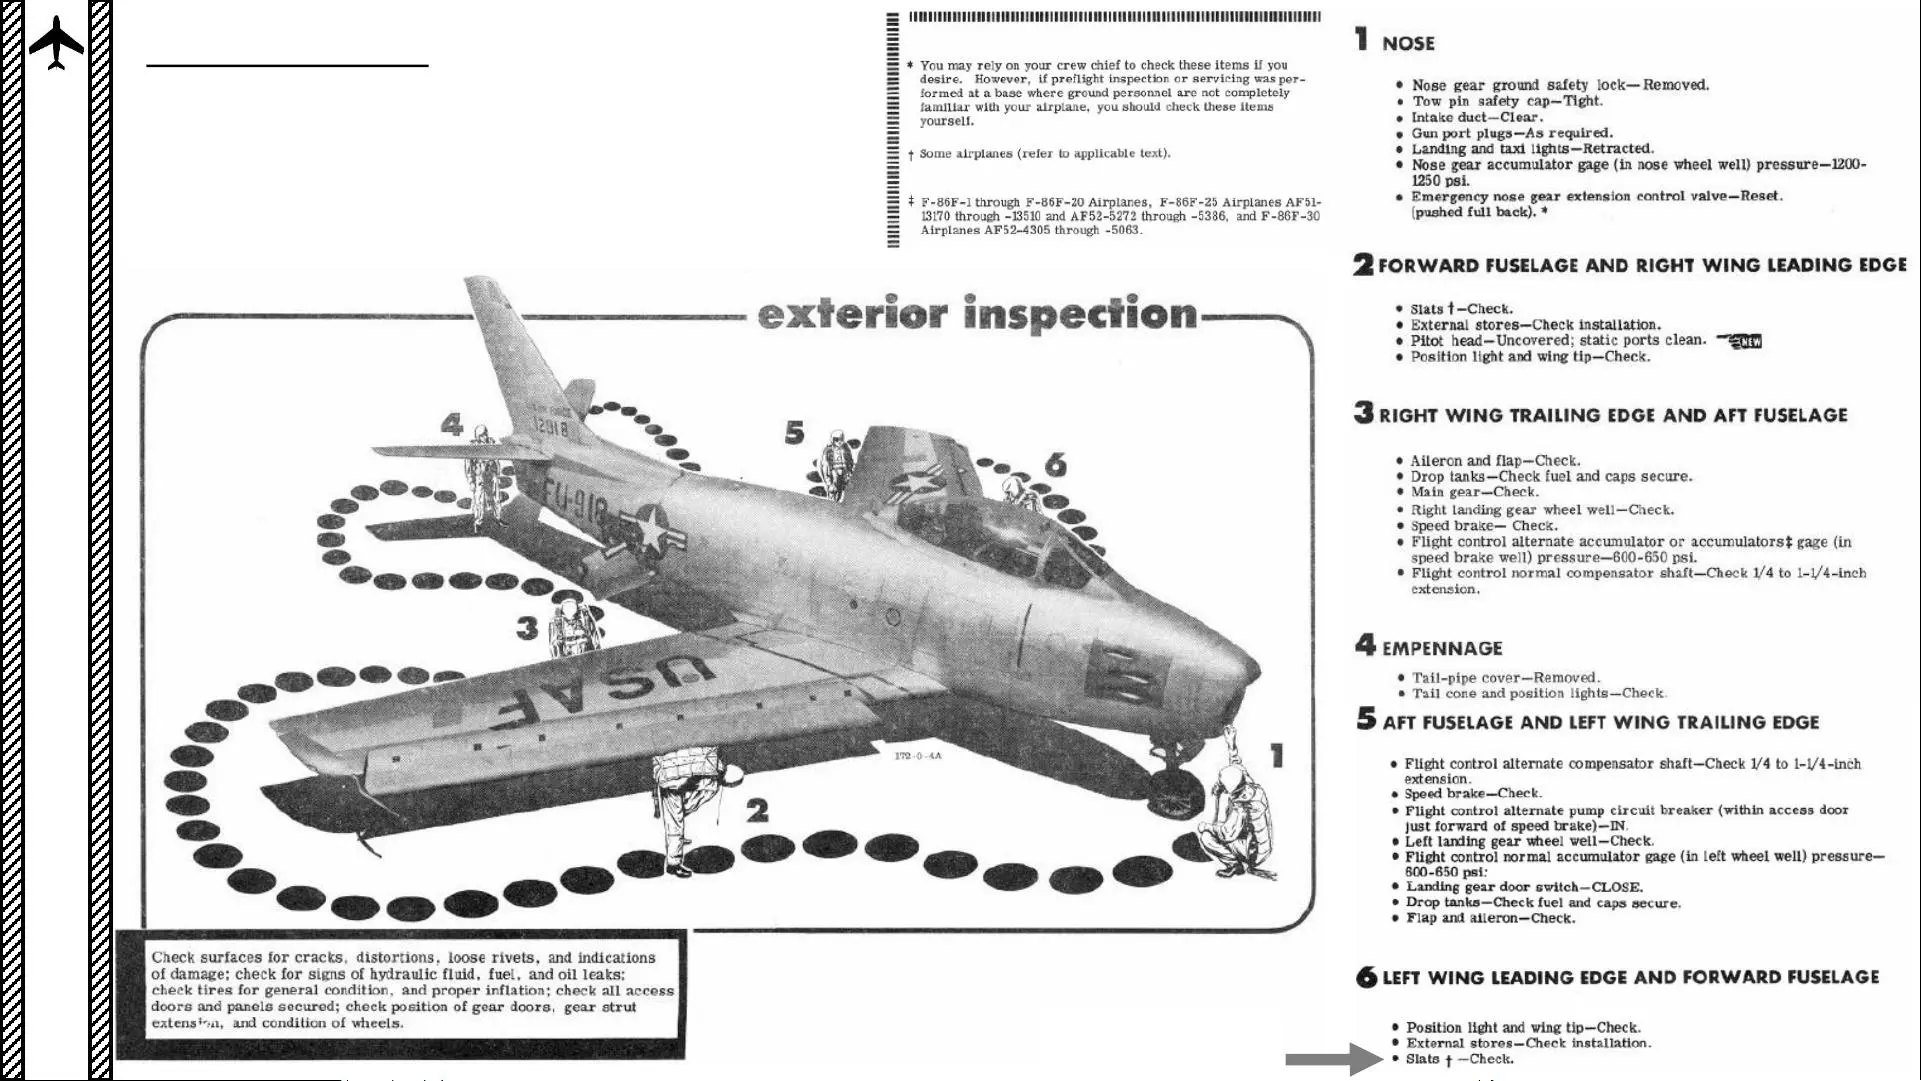 * You may rely on your crew chief to check these items if you
desire. However, if preflight inspection or servicing was per-
formed at a base where ground personnel are not completely
familiar with your airplane, you should check these items
yourself.
† Some airplanes (refer to applicable text).
‡ F-86F-1 through F-86F-20 Airplanes, F-86F-25 Airplanes AF51-
13170 through -13510 and AF52-5272 through -5386, and F-86F-30
Airplanes AF52-4305 through -5063.
exterior inspection
4
5
6
3
2
1
U.S. AIR FORCE
12918
FU-918
USAF
172-0-4A
Check surfaces for cracks, distortions, loose rivets, and indications
of damage; check for signs of hydraulic fluid, fuel, and oil leaks;
check tires for general condition, and proper inflation; check all access
doors and panels secured; check position of gear doors, gear strut
extension, and condition of wheels.
1 NOSE
• Nose gear ground safety lock—Removed.
• Tow pin safety cap—Tight.
• Intake duct—Clear.
• Gun port plugs—As required.
• Landing and taxi lights—Retracted.
• Nose gear accumulator gage (in nose wheel well) pressure—1200-
1250 psi.
• Emergency nose gear extension control valve—Reset.
(pushed full back). *
2 FORWARD FUSELAGE AND RIGHT WING LEADING EDGE
• Slats †—Check.
• External stores—Check installation.
• Pitot head—Uncovered; static ports clean. NEW
• Position light and wing tip—Check.
3 RIGHT WING TRAILING EDGE AND AFT FUSELAGE
• Aileron and flap—Check.
• Drop tanks—Check fuel and caps secure.
• Main gear—Check.
• Right landing gear wheel well—Check.
• Speed brake— Check.
• Flight control alternate accumulator or accumulators‡ gage (in
speed brake well) pressure—600-650 psi.
• Flight control normal compensator shaft—Check 1/4 to 1-1/4-inch
extension.
4 EMPENNAGE
• Tail-pipe cover—Removed.
• Tail cone and position lights—Check.
5 AFT FUSELAGE AND LEFT WING TRAILING EDGE
• Flight control alternate compensator shaft—Check 1/4 to 1-1/4-inch
extension.
• Speed brake—Check.
• Flight control alternate pump circuit breaker (within access door
just forward of speed brake)—IN.
• Left landing gear wheel well—Check.
• Flight control normal accumulator gage (in left wheel well) pressure—
600-650 psi:
• Landing gear door switch—CLOSE.
• Drop tanks—Check fuel and caps secure.
• Flap and aileron—Check.
6 LEFT WING LEADING EDGE AND FORWARD FUSELAGE
• Position light and wing tip—Check.
• External stores—Check installation.
• Slats † —Check.